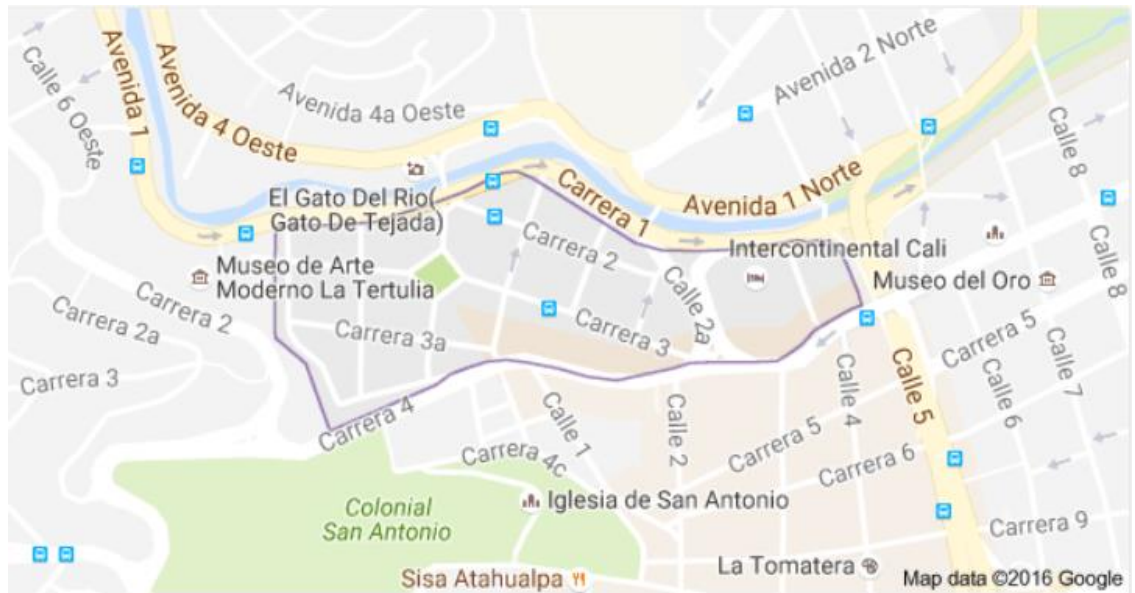 Avenida 1
Avenida 4 Oeste
Calle 6 Oeste
Avenida 4a Oeste
Avenida 2 Norte
Calle 8
El Gato Del Rio(
Gato De Tejada)
Carrera 1
Avenida 1 Norte
Carrera 2
Intercontinental Cali
Museo de Arte
Moderno La Tertulia
Museo del Oro
Calle 8
Carrera 2
Calle 2a
Carrera 2a
Carrera 3a
Carrera 3
Carrera 5
Calle 7
Carrera 3
Calle 4
Calle 5
Calle 6
Carrera 4
Calle 1
Calle 2
Carrera 5
Carrera 4c
Carrera 6
Colonial
San Antonio
Iglesia de San Antonio
Carrera 9
Sisa Atahualpa
La Tomatera
Map data ©2016 Google